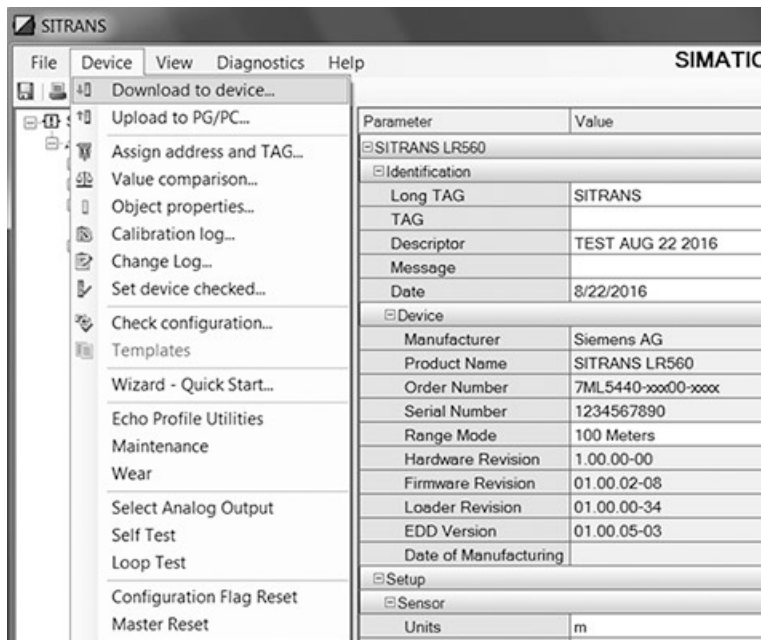 SITRANS
File Device View Diagnostics Help
SIMATIC
Download to device...
Upload to PG/PC...
Assign address and TAG...
Value comparison...
Object properties...
Calibration log...
Change Log...
Set device checked...
Check configuration...
Templates
Wizard - Quick Start...
Echo Profile Utilities
Maintenance
Wear
Select Analog Output
Self Test
Loop Test
Configuration Flag Reset
Master Reset
Parameter Value
SITRANS LR560
Identification
Long TAG SITRANS
TAG
Descriptor TEST AUG 22 2016
Message
Date 8/22/2016
Device
Manufacturer Siemens AG
Product Name SITRANS LR560
Order Number 7ML5440-xxx00-xxxx
Serial Number 1234567890
Range Mode 100 Meters
Hardware Revision 1.00.00-00
Firmware Revision 01.00.02-08
Loader Revision 01.00.00-34
EDD Version 01.00.05-03
Date of Manufacturing
Setup
Sensor
Units m